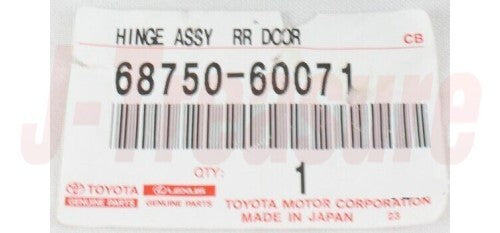 HINGE ASSY RR DOOR CB
68750-60071
J-Treasure
QTY: 1
TOYOTA LEXUS TOYOTA MOTOR CORPORATION
GENUINE PARTS GENUINE PARTS MADE IN JAPAN 23